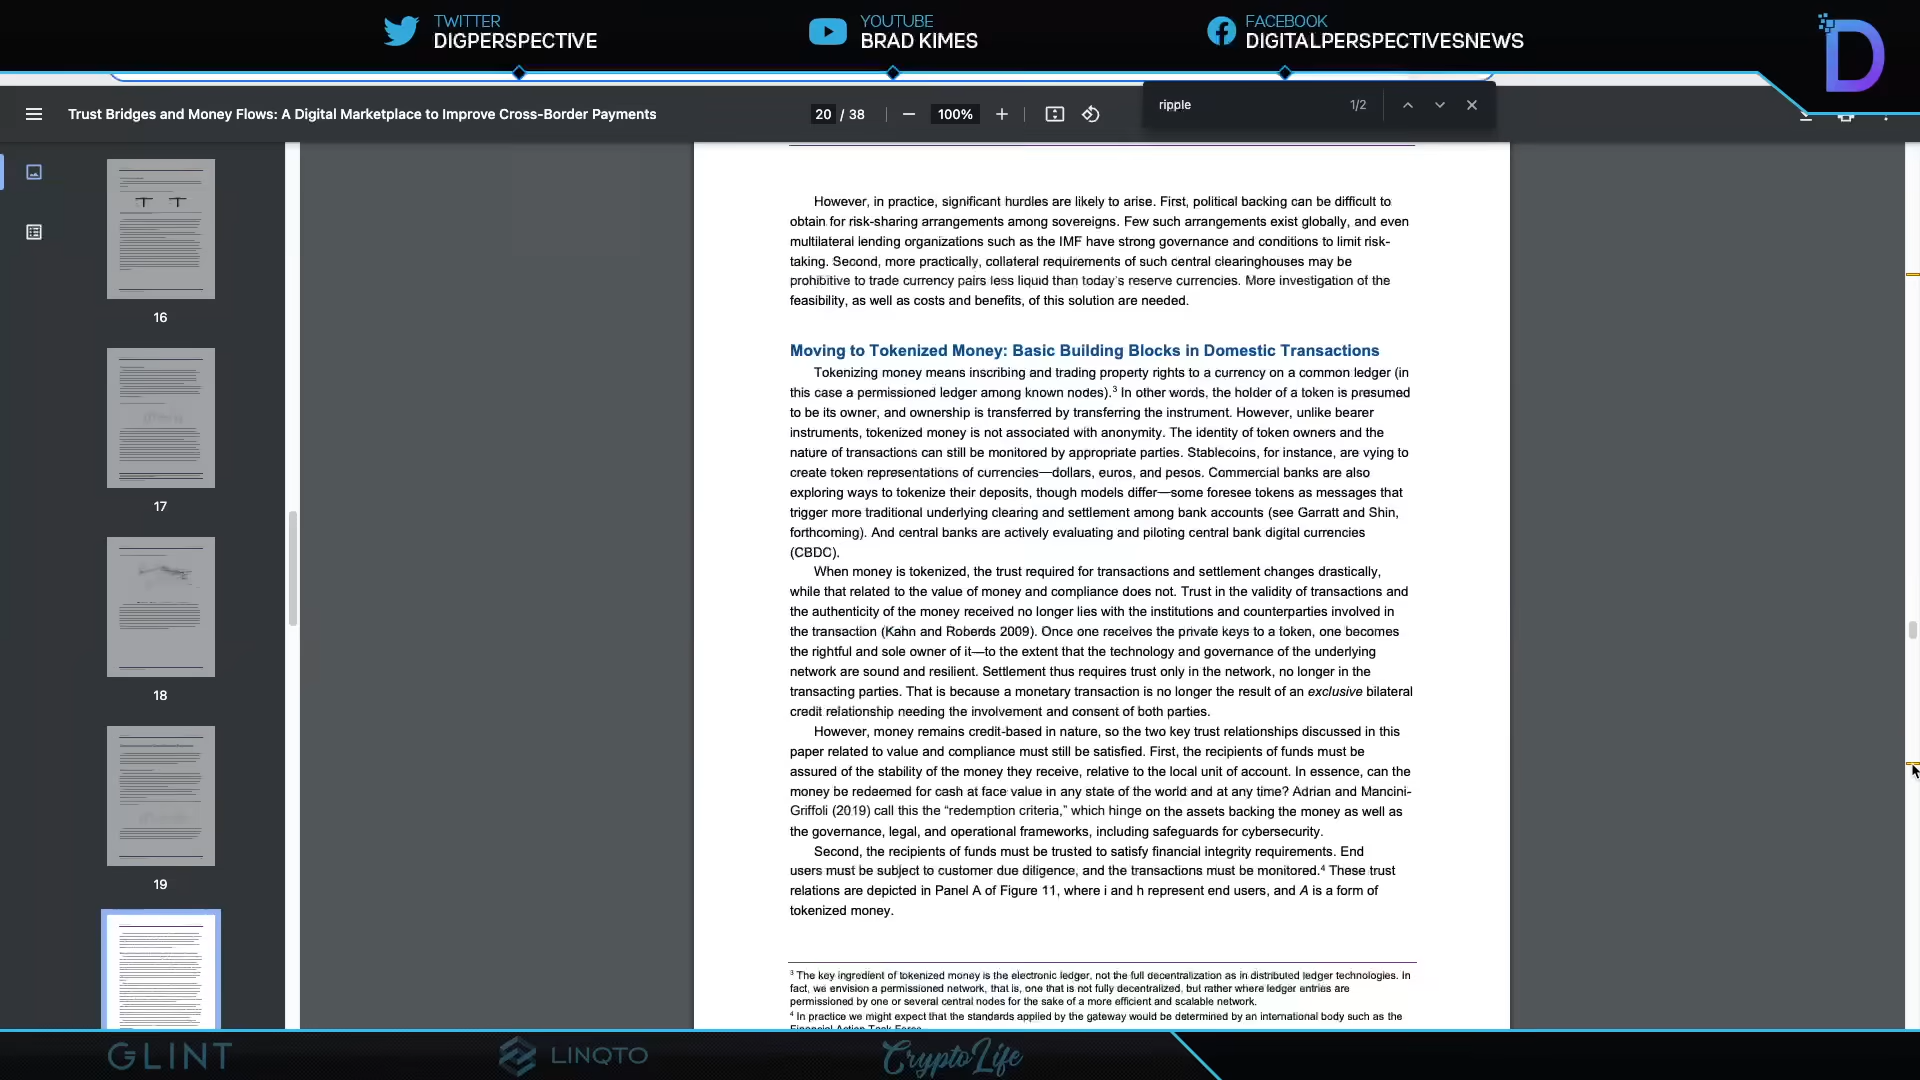 TWITTER
DIGPERSPECTIVE
YOUTUBE
BRAD KIMES
FACEBOOK
DIGITALPERSPECTIVESNEWS
D
Trust Bridges and Money Flows: A Digital Marketplace to Improve Cross-Border Payments
20 / 38
100%
ripple
1/2
16
17
18
19
However, in practice, significant hurdles are likely to arise. First, political backing can be difficult to
obtain for risk-sharing arrangements among sovereigns. Few such arrangements exist globally, and even
multilateral lending organizations such as the IMF have strong governance and conditions to limit risk-
taking. Second, more practically, collateral requirements of such central clearinghouses may be
prohibitive to trade currency pairs less liquid than today's reserve currencies. More investigation of the
feasibility, as well as costs and benefits, of this solution are needed.
Moving to Tokenized Money: Basic Building Blocks in Domestic Transactions
Tokenizing money means inscribing and trading property rights to a currency on a common ledger (in
this case a permissioned ledger among known nodes).3 In other words, the holder of a token is presumed
to be its owner, and ownership is transferred by transferring the instrument. However, unlike bearer
instruments, tokenized money is not associated with anonymity. The identity of token owners and the
nature of transactions can still be monitored by appropriate parties. Stablecoins, for instance, are vying to
create token representations of currencies—dollars, euros, and pesos. Commercial banks are also
exploring ways to tokenize their deposits, though models differ—some foresee tokens as messages that
trigger more traditional underlying clearing and settlement among bank accounts (see Garratt and Shin,
forthcoming). And central banks are actively evaluating and piloting central bank digital currencies
(CBDC).
When money is tokenized, the trust required for transactions and settlement changes drastically,
while that related to the value of money and compliance does not. Trust in the validity of transactions and
the authenticity of the money received no longer lies with the institutions and counterparties involved in
the transaction (Kahn and Roberds 2009). Once one receives the private keys to a token, one becomes
the rightful and sole owner of it—to the extent that the technology and governance of the underlying
network are sound and resilient. Settlement thus requires trust only in the network, no longer in the
transacting parties. That is because a monetary transaction is no longer the result of an exclusive bilateral
credit relationship needing the involvement and consent of both parties.
However, money remains credit-based in nature, so the two key trust relationships discussed in this
paper related to value and compliance must still be satisfied. First, the recipients of funds must be
assured of the stability of the money they receive, relative to the local unit of account. In essence, can the
money be redeemed for cash at face value in any state of the world and at any time? Adrian and Mancini-
Griffoli (2019) call this the “redemption criteria,” which hinge on the assets backing the money as well as
the governance, legal, and operational frameworks, including safeguards for cybersecurity.
Second, the recipients of funds must be trusted to satisfy financial integrity requirements. End
users must be subject to customer due diligence, and the transactions must be monitored.4 These trust
relations are depicted in Panel A of Figure 11, where i and h represent end users, and A is a form of
tokenized money.
3 The key ingredient of tokenized money is the electronic ledger, not the full decentralization as in distributed ledger technologies. In
fact, we envision a permissioned network, that is, one that is not fully decentralized, but rather where ledger entries are
permissioned by one or several central nodes for the sake of a more efficient and scalable network.
4 In practice we might expect that the standards applied by the gateway would be determined by an international body such as the
Financial Action Task Force.
GLINT
LINQTO
CryptoLife